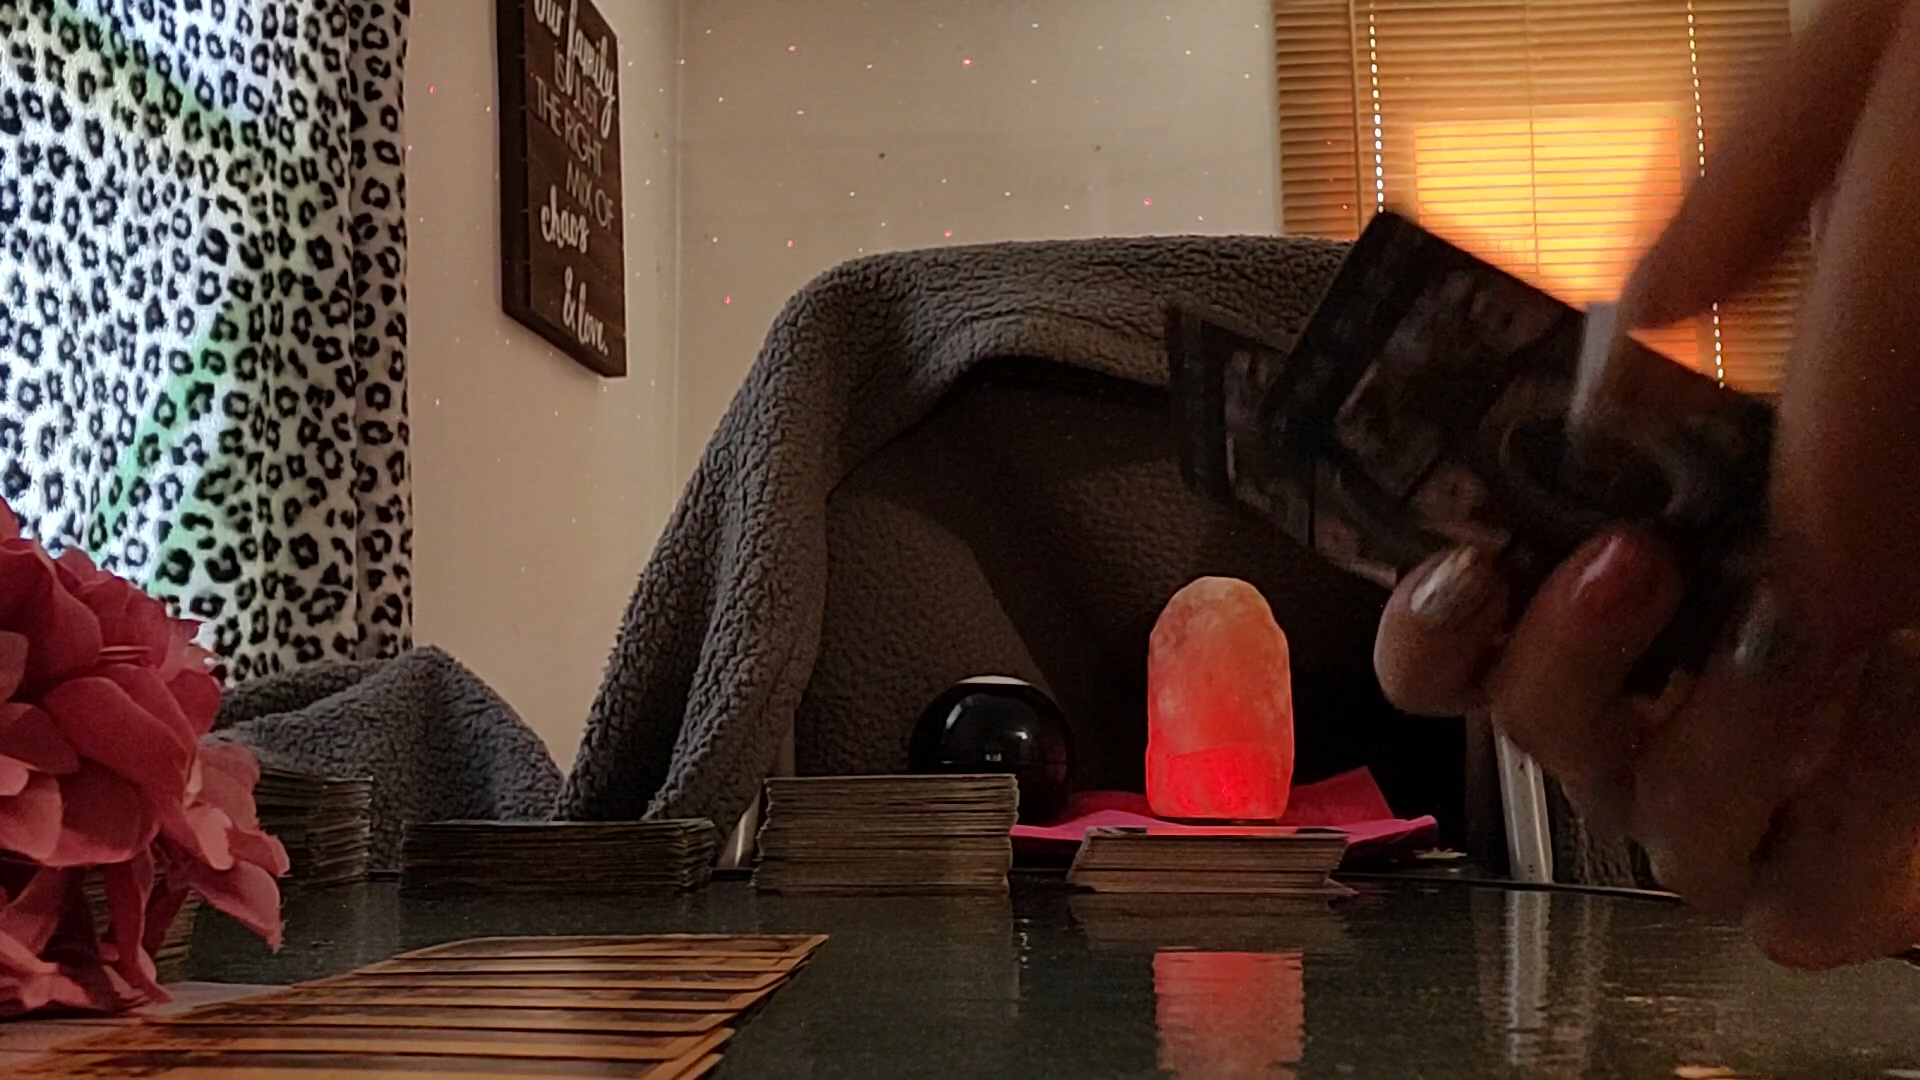 our family
IS JUST
THE RIGHT
MIX OF
chaos
& love.